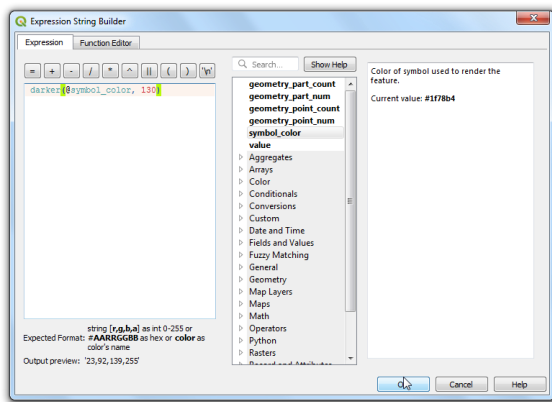 Expression String Builder
Expression
Function Editor
= + - / * ^ || ( ) '\n'
darker(@symbol_color, 130)
Search...
Show Help
geometry_part_count
geometry_part_num
geometry_point_count
geometry_point_num
symbol_color
value
Aggregates
Arrays
Color
Conditionals
Conversions
Custom
Date and Time
Fields and Values
Fuzzy Matching
General
Geometry
Map Layers
Maps
Math
Operators
Python
Rasters
Record and Attributes
Color of symbol used to render the
feature.
Current value: #1f78b4
string [r,g,b,a] as int 0-255 or
Expected Format: #AARRGGBB as hex or color as
color's name
Output preview: '23,92,139,255'
Cancel
Help